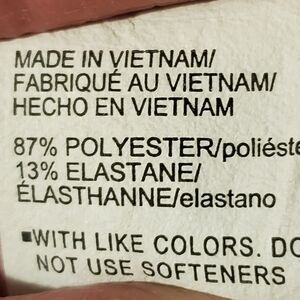 MADE IN VIETNAM/
FABRIQUÉ AU VIETNAM/
HECHO EN VIETNAM
87% POLYESTER/poliéste
13% ELASTANE/
ÉLASTHANNE/elastano
■WITH LIKE COLORS. DO
NOT USE SOFTENERS